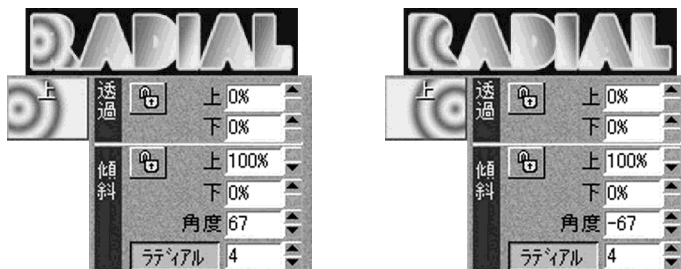 RADIAL
上
透過
上 0%
下 0%
傾斜
上 100%
下 0%
角度 67
ラディアル 4
RADIAL
上
透過
上 0%
下 0%
傾斜
上 100%
下 0%
角度 -67
ラディアル 4